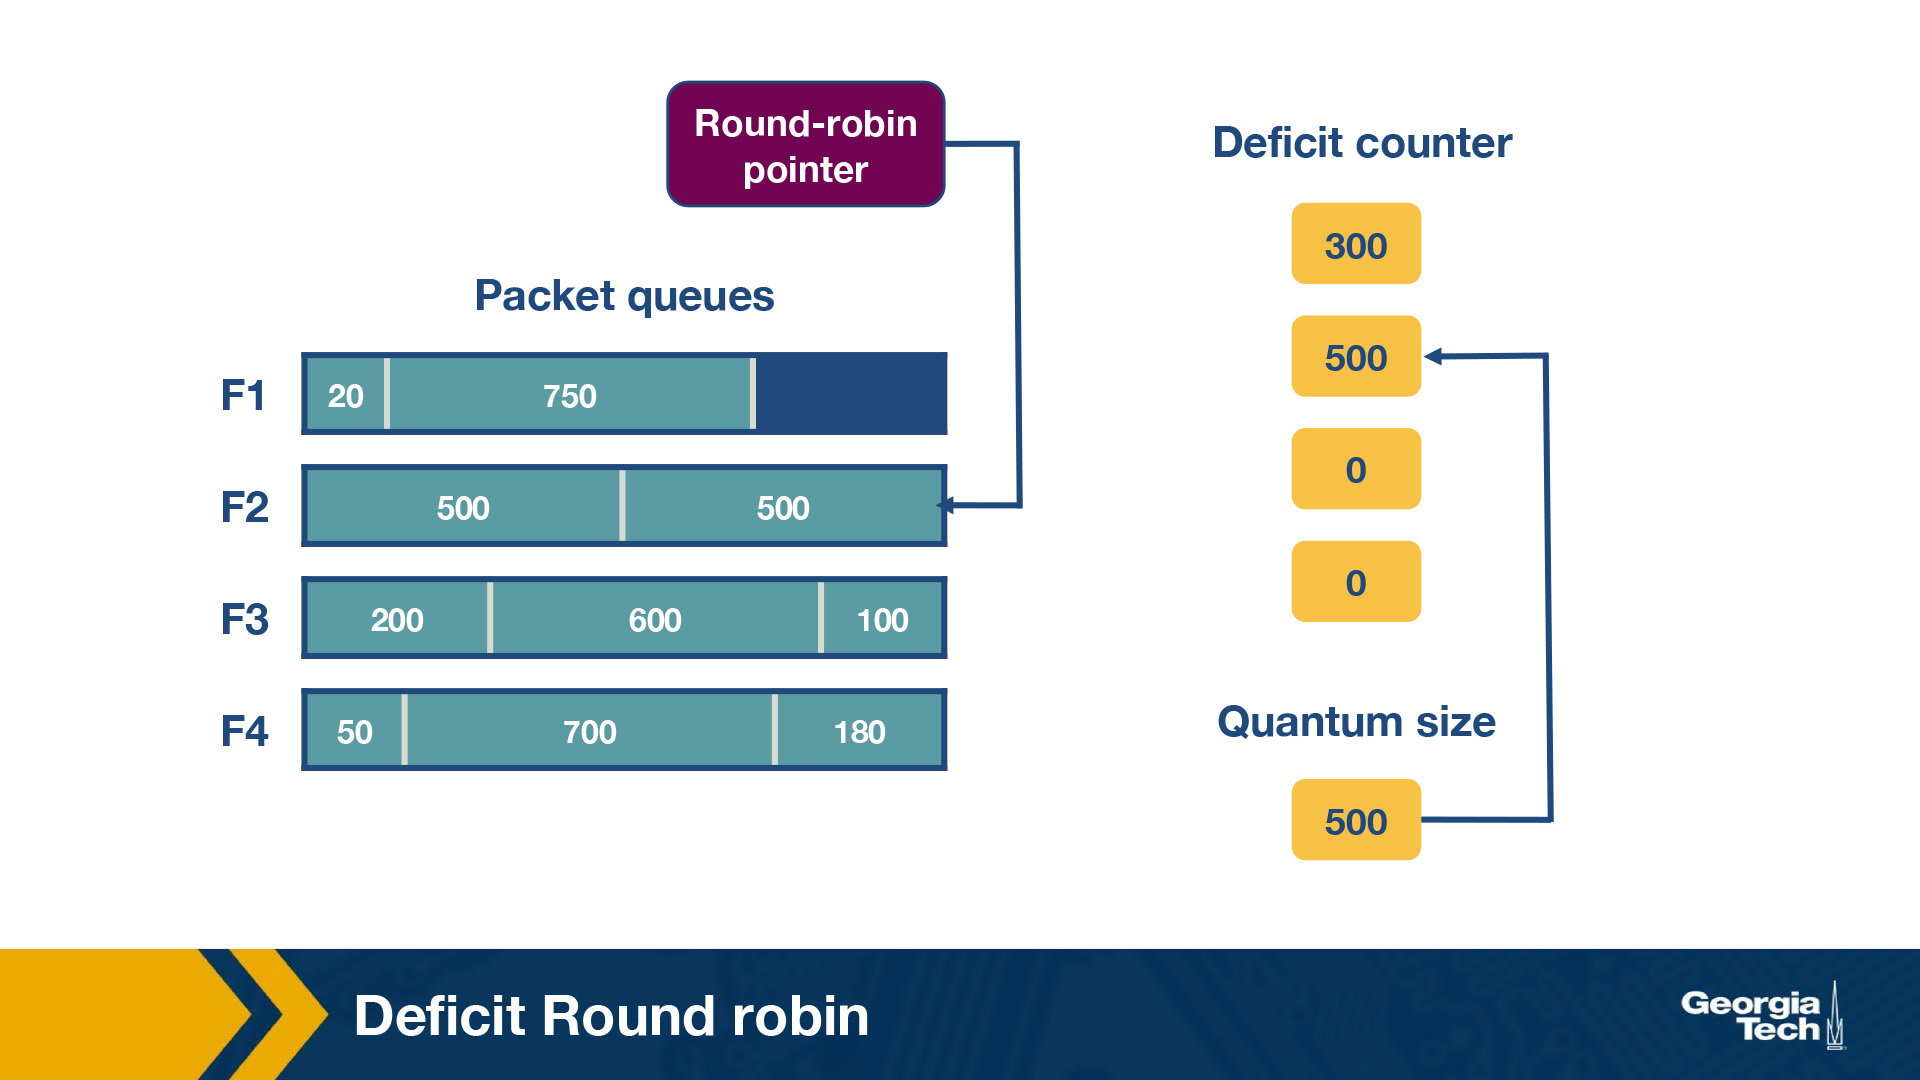 Round-robin
pointer
Deficit counter
300
Packet queues
500
F1 20 750
0
F2 500 500
0
F3 200 600 100
Quantum size
F4 50 700 180
500
Deficit Round robin
Georgia
Tech